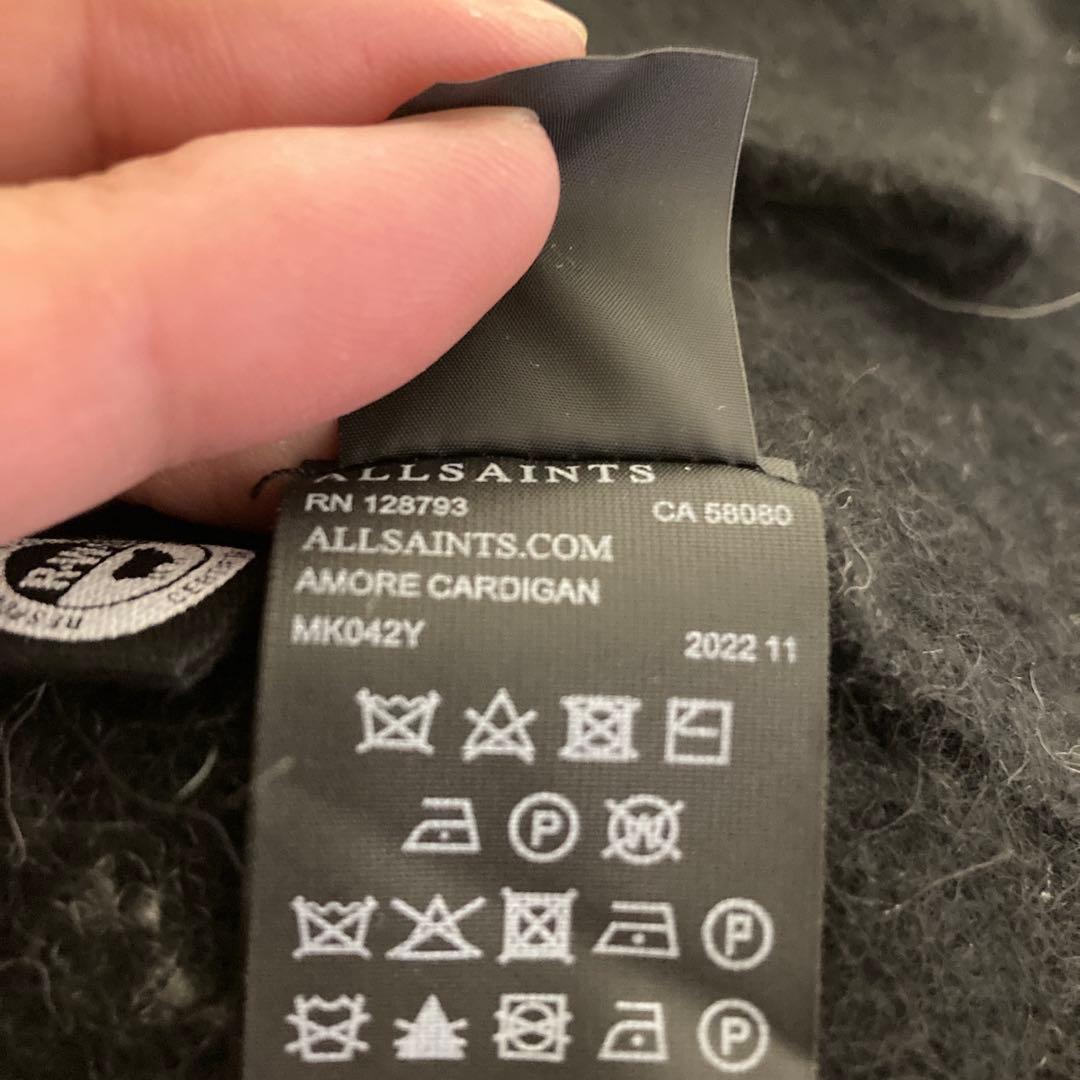 ALLSAINTS
RN 128793 CA 58080
ALLSAINTS.COM
AMORE CARDIGAN
MK042Y 2022 11
P W
P
P